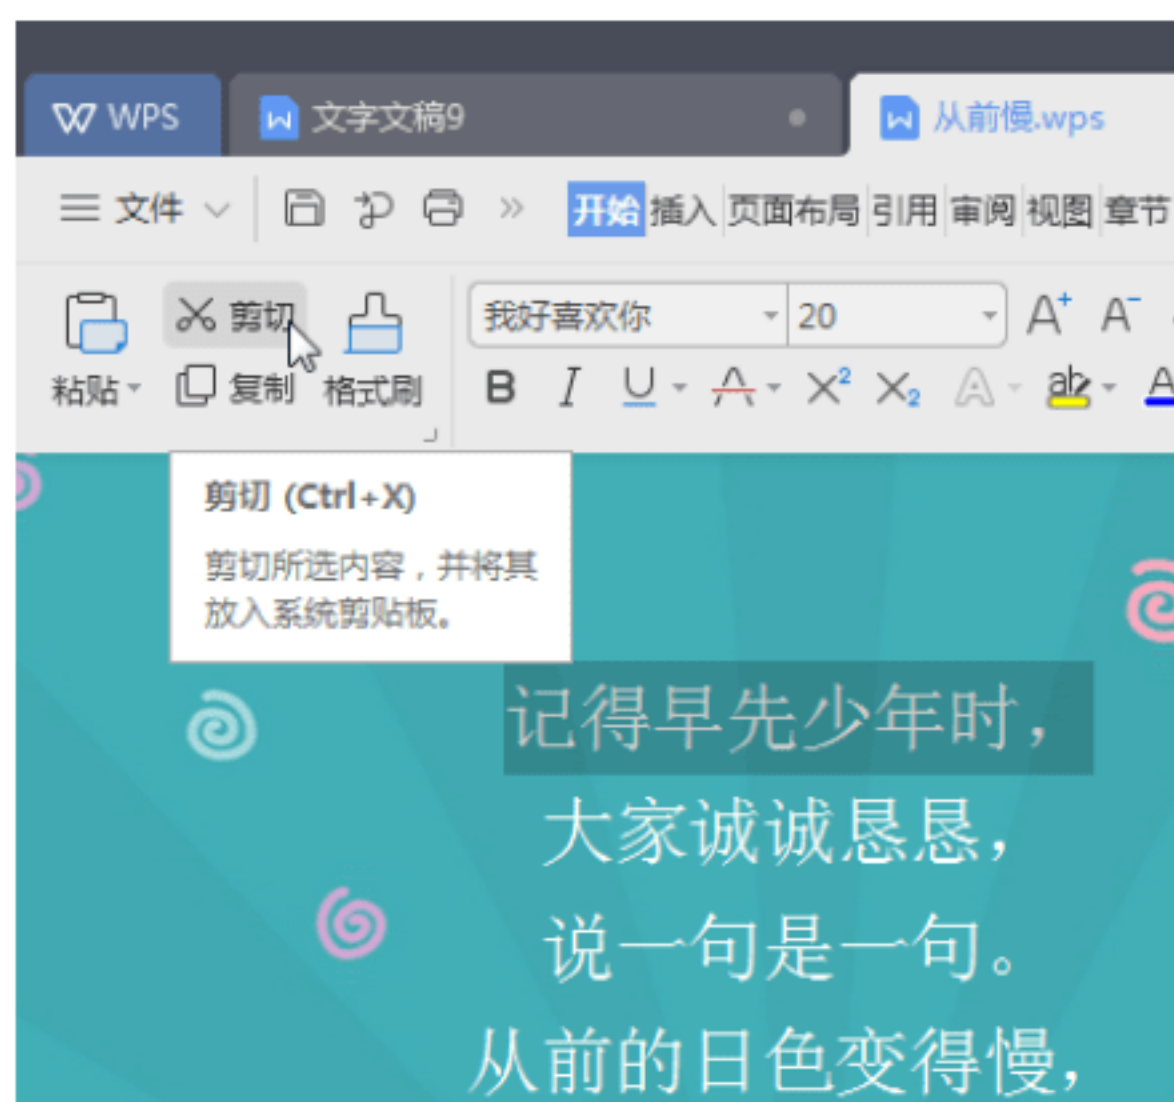 WPS 文字文稿9 从前慢.wps
文件 开始 插入 页面布局 引用 审阅 视图 章节
剪切 我好喜欢你 20 A+ A-
粘贴 复制 格式刷 B I U A X2 X2 A ab A
剪切 (Ctrl+X)
剪切所选内容，并将其
放入系统剪贴板。
记得早先少年时，
大家诚诚恳恳，
说一句是一句。
从前的日色变得慢，